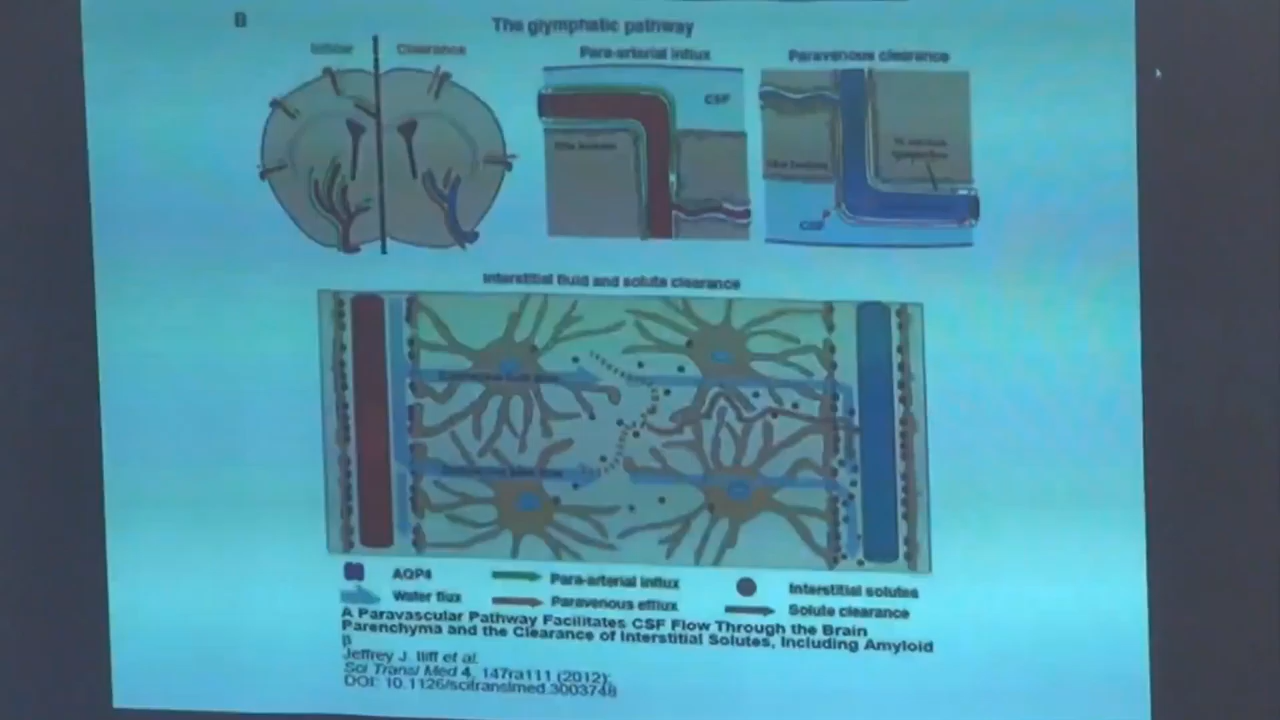 B
The glymphatic pathway
Influx
Clearance
Para-arterial influx
Paravenous clearance
CSF
Glia limitans
CSF
Interstitial fluid and solute clearance
AQP4
Para-arterial influx
Interstitial solutes
Water flux
Paravenous efflux
Solute clearance
A Paravascular Pathway Facilitates CSF Flow Through the Brain
Parenchyma and the Clearance of Interstitial Solutes, Including Amyloid
β
Jeffrey J. Iliff et al.
Sci Transl Med 4, 147ra111 (2012);
DOI: 10.1126/scitranslmed.3003748